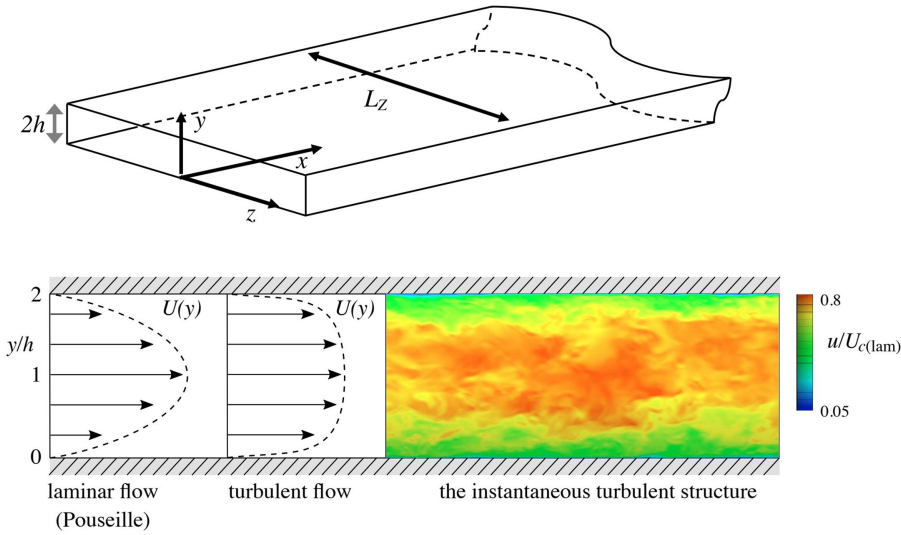 2h
y
L_Z
x
z
2
U(y)
U(y)
0.8
y/h
1
u/U_c(lam)
0.05
0
laminar flow
(Pouseille)
turbulent flow
the instantaneous turbulent structure